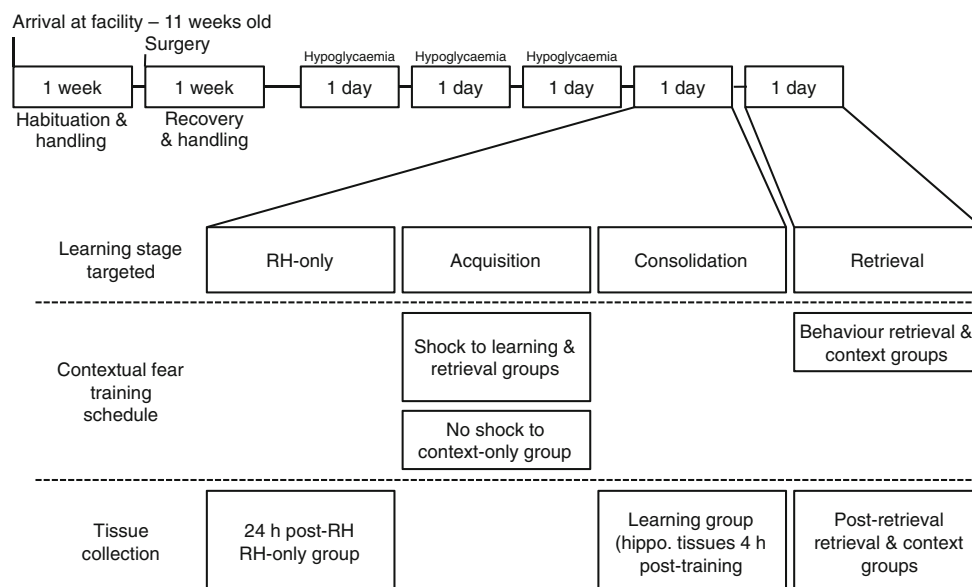 Arrival at facility – 11 weeks old
Surgery
Hypoglycaemia
Hypoglycaemia
Hypoglycaemia
1 week
1 week
1 day
1 day
1 day
1 day
1 day
Habituation &
handling
Recovery
& handling
Learning stage
targeted
RH-only
Acquisition
Consolidation
Retrieval
Contextual fear
training
schedule
Shock to learning &
retrieval groups
No shock to
context-only group
Behaviour retrieval &
context groups
Tissue
collection
24 h post-RH
RH-only group
Learning group
(hippo. tissues 4 h
post-training
Post-retrieval
retrieval & context
groups